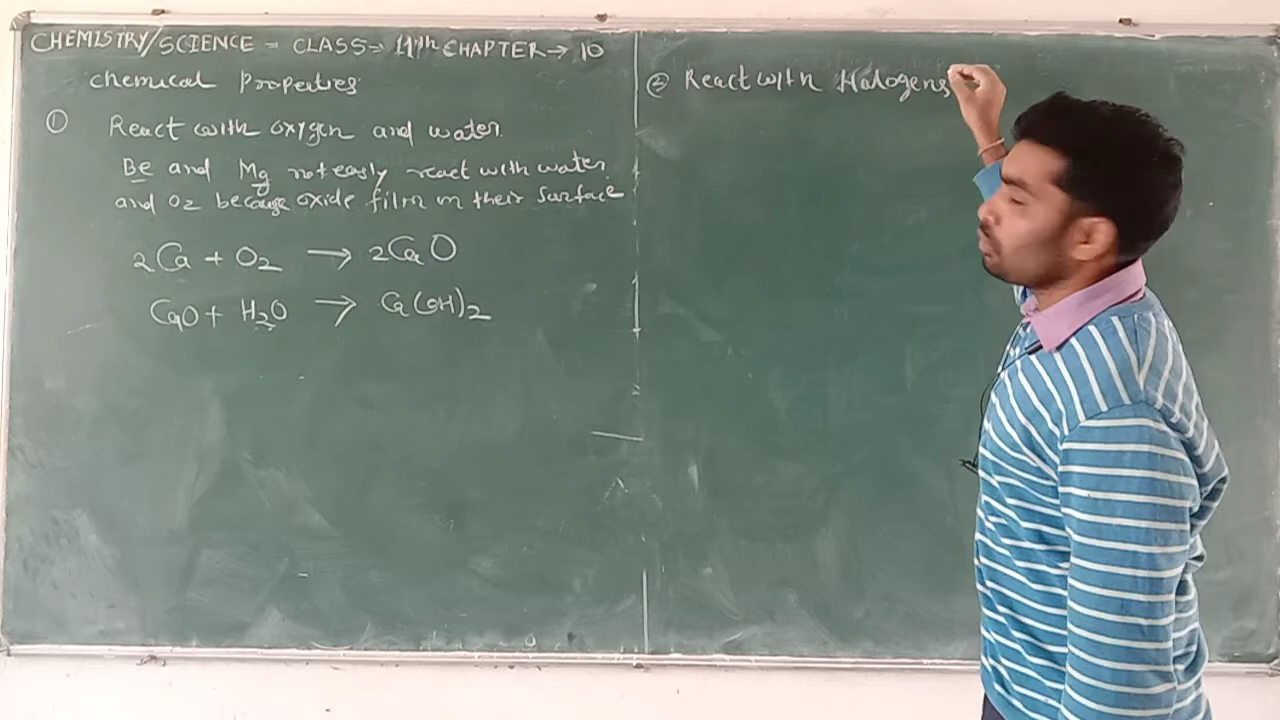 CHEMISTRY/SCIENCE = CLASS → 11th CHAPTER → 10
chemical Properties
① React with oxygen and water.
Be and Mg not easly react with water
and O2 because oxide film on their surface
2Ca + O2 → 2CaO
CaO + H2O → Ca(OH)2
② React with Halogens